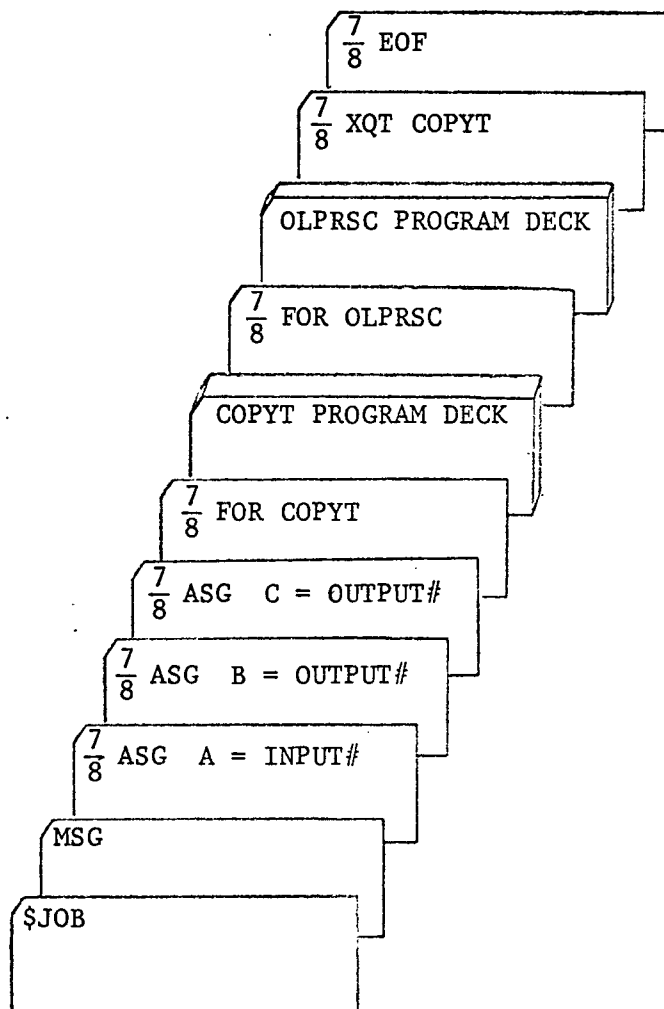 7/8 EOF
7/8 XQT COPYT
OLPRSC PROGRAM DECK
7/8 FOR OLPRSC
COPYT PROGRAM DECK
7/8 FOR COPYT
7/8 ASG C = OUTPUT#
7/8 ASG B = OUTPUT#
7/8 ASG A = INPUT#
MSG
$JOB